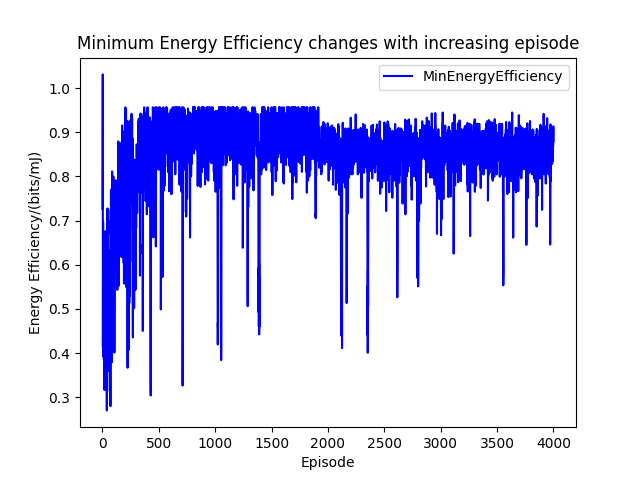 Minimum Energy Efficiency changes with increasing episode
MinEnergyEfficiency
Energy Efficiency/(bits/mJ)
1.0
0.9
0.8
0.7
0.6
0.5
0.4
0.3
0 500 1000 1500 2000 2500 3000 3500 4000
Episode